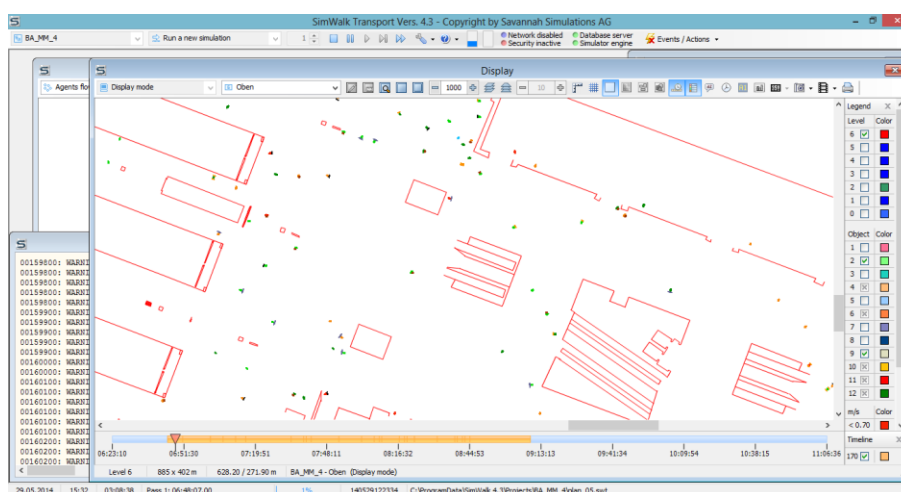 SimWalk Transport Vers. 4.3 - Copyright by Savannah Simulations AG
BA_MM_4
Run a new simulation
1
Network disabled
Security inactive
Database server
Simulator engine
Events / Actions
Display
Agents flo
Display mode
Oben
1000
10
Legend X
Level Color
6
5
4
3
2
1
0
Object Color
1
2
3
4
5
6
7
8
9
10
11
12
m/s Color
< 0.70
Timeline X
170
00159800: WARNI
00159800: WARNI
00159800: WARNI
00159800: WARNI
00159900: WARNI
00159900: WARNI
00159900: WARNI
00159900: WARNI
00159900: WARNI
00160000: WARNI
00160000: WARNI
00160100: WARNI
00160100: WARNI
00160100: WARNI
00160100: WARNI
00160100: WARNI
00160200: WARNI
00160200: WARNI
06:23:10 06:51:30 07:19:51 07:48:11 08:16:32 08:44:53 09:13:13 09:41:34 10:09:54 10:38:15 11:06:36
Level 6 885 x 402 m 628.20 / 271.90 m BA_MM_4 - Oben (Display mode)
29.05.2014 15:32 03:08:38 Pass 1: 06:48:07.00 1% 140529122334 C:\ProgramData\SimWalk 4.3\Projects\BA_MM_4\plan_05.swt